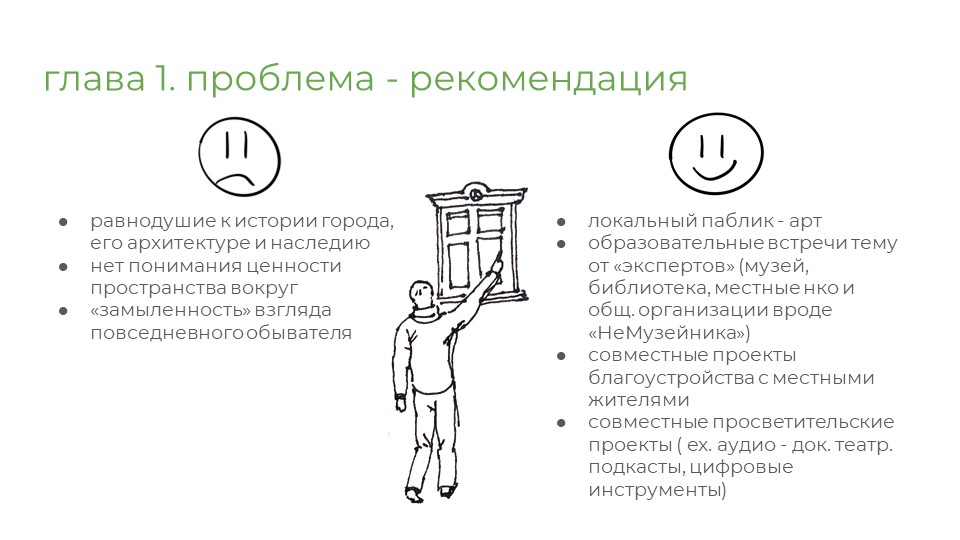 глава 1. проблема - рекомендация
● равнодушие к истории города,
его архитектуре и наследию
● нет понимания ценности
пространства вокруг
● «замыленность» взгляда
повседневного обывателя
● локальный паблик - арт
● образовательные встречи тему
от «экспертов» (музей,
библиотека, местные нко и
общ. организации вроде
«НеМузейника»)
● совместные проекты
благоустройства с местными
жителями
● совместные просветительские
проекты ( ex. аудио - док. театр.
подкасты, цифровые
инструменты)